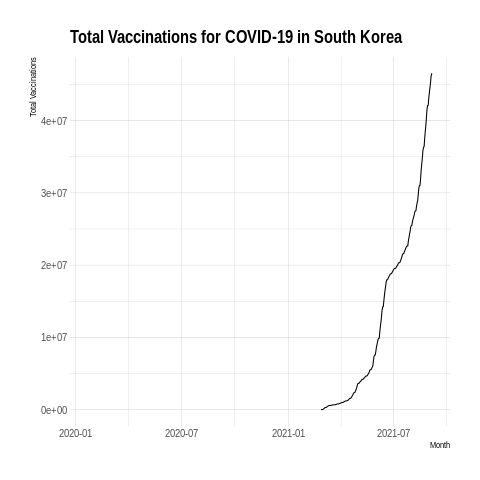 Total Vaccinations for COVID-19 in South Korea
Total Vaccinations
4e+07
3e+07
2e+07
1e+07
0e+00
2020-01 2020-07 2021-01 2021-07
Month